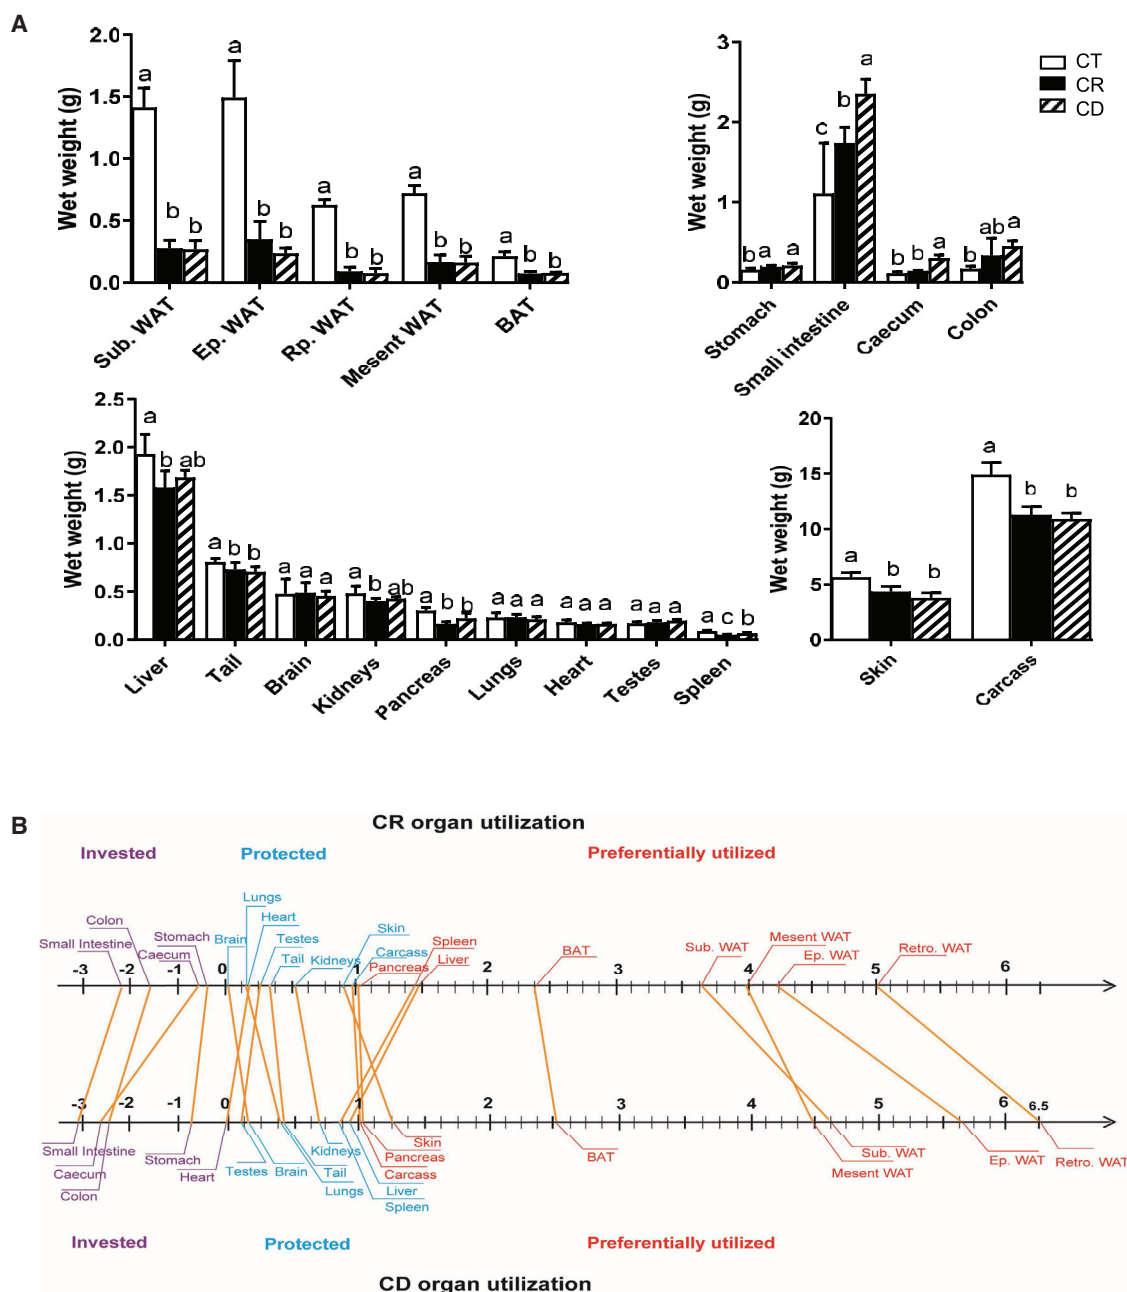 A
2.0
1.5
1.0
0.5
0.0
Wet weight (g)
a
b
b
a
b
b
a
b
b
a
b
b
a
b
b
Sub. WAT
Ep. WAT
Rp. WAT
Mesent WAT
BAT
3
2
1
0
Wet weight (g)
b
a
a
c
b
a
b
b
a
b
ab
a
Stomach
Smali intestine
Caecum
Colon
CT
CR
CD
2.5
2.0
1.5
1.0
0.5
0.0
Wet weight (g)
a
b
ab
a
b
b
a
a
a
a
b
ab
a
b
b
a
a
a
a
a
a
a
a
a
a
c
b
Liver
Tail
Brain
Kidneys
Pancreas
Lungs
Heart
Testes
Spleen
20
15
10
5
0
Wet weight (g)
a
b
b
a
b
b
Skin
Carcass
B
CR organ utilization
Invested
Protected
Preferentially utilized
Small Intestine
Colon
Caecum
Stomach
Brain
Lungs
Heart
Testes
Tail
Kidneys
Skin
Carcass
Pancreas
Spleen
Liver
BAT
Sub. WAT
Mesent WAT
Ep. WAT
Retro. WAT
-3 -2 -1 0 1 2 3 4 5 6
-3 -2 -1 0 1 2 3 4 5 6 6.5
Small Intestine
Caecum
Colon
Stomach
Heart
Testes
Brain
Tail
Lungs
Kidneys
Liver
Spleen
Skin
Pancreas
Carcass
BAT
Sub. WAT
Mesent WAT
Ep. WAT
Retro. WAT
Invested
Protected
Preferentially utilized
CD organ utilization